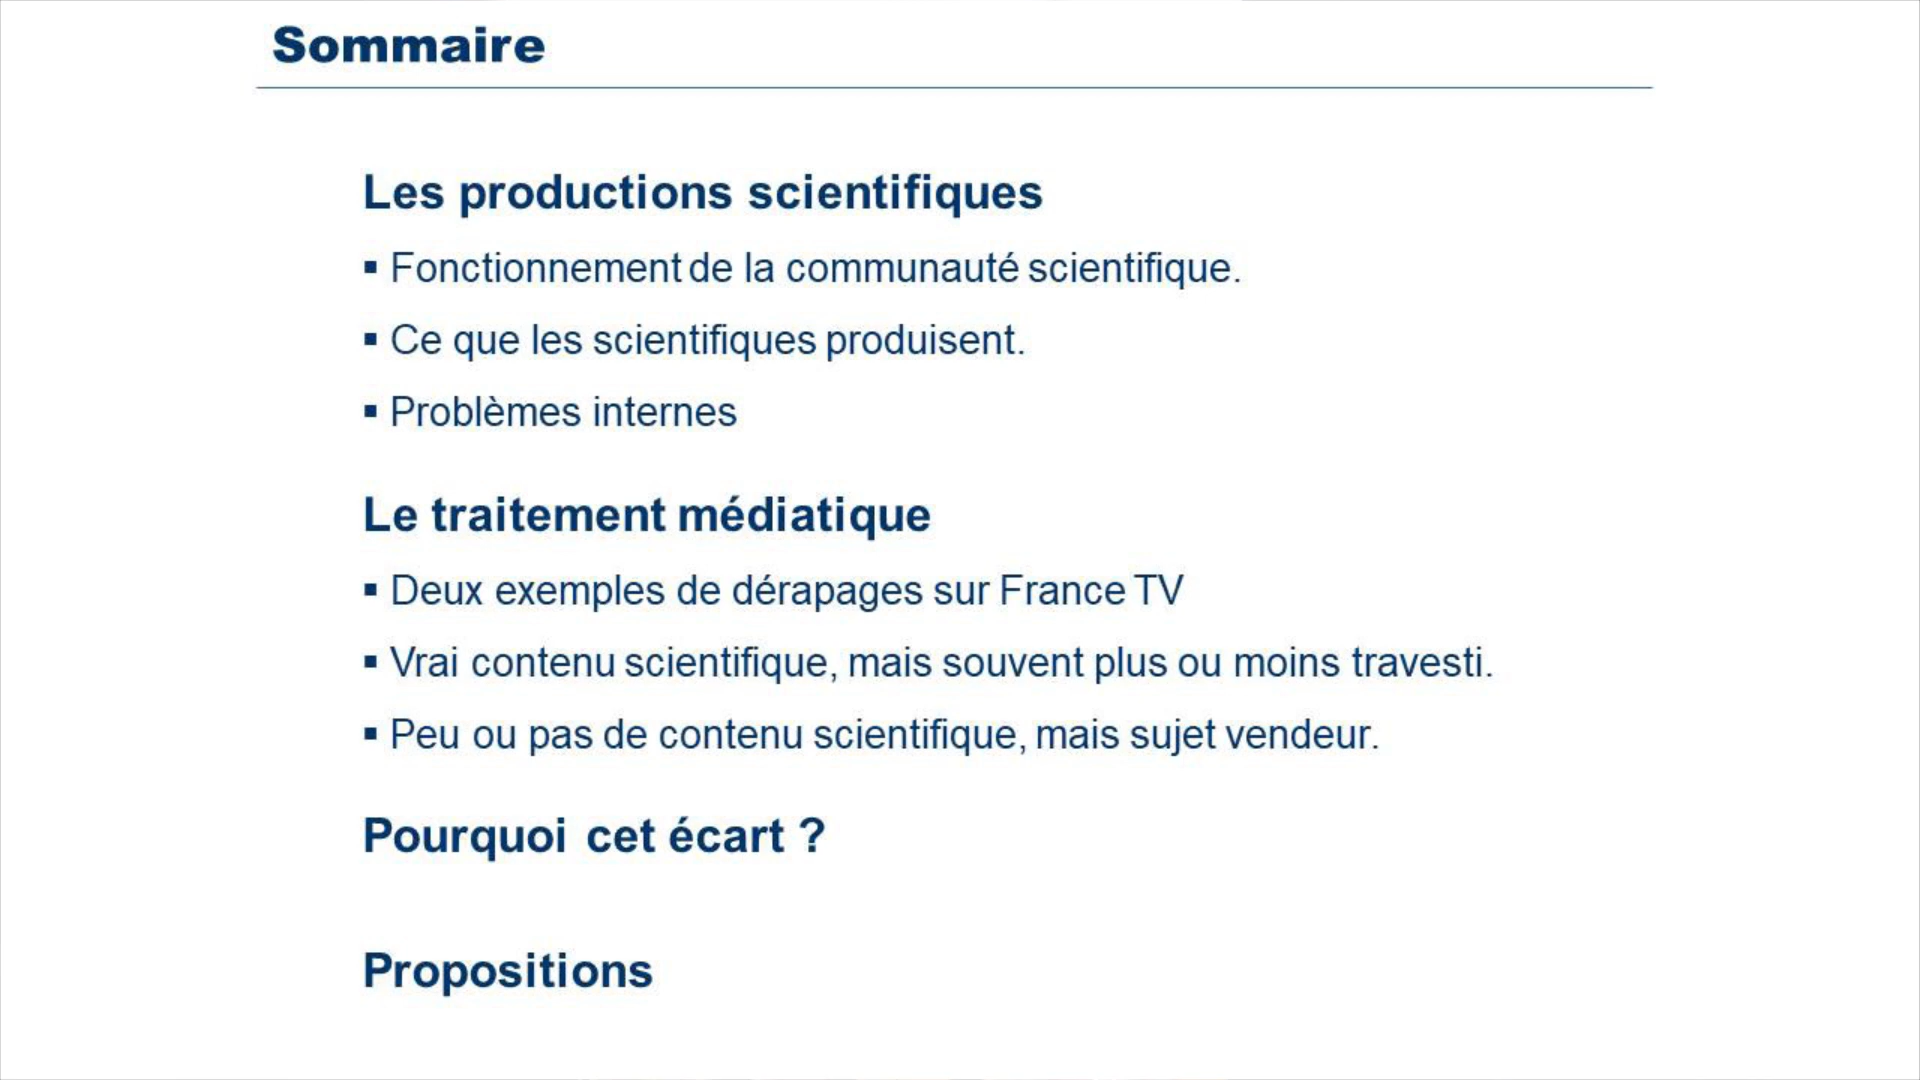 Sommaire
Les productions scientifiques
▪ Fonctionnement de la communauté scientifique.
▪ Ce que les scientifiques produisent.
▪ Problèmes internes
Le traitement médiatique
▪ Deux exemples de dérapages sur France TV
▪ Vrai contenu scientifique, mais souvent plus ou moins travesti.
▪ Peu ou pas de contenu scientifique, mais sujet vendeur.
Pourquoi cet écart ?
Propositions